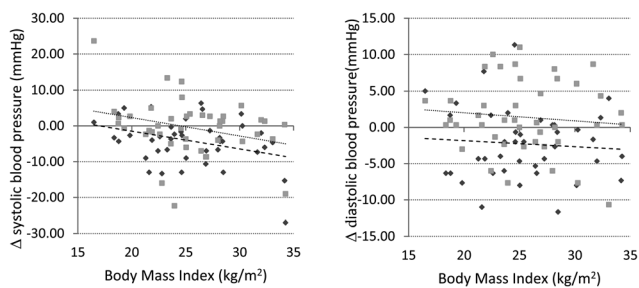 Δ systolic blood pressure (mmHg)
30.00
20.00
10.00
0.00
-10.00
-20.00
-30.00
15 20 25 30 35
Body Mass Index (kg/m²)
Δ diastolic blood pressure(mmHg)
15.00
10.00
5.00
0.00
-5.00
-10.00
-15.00
15 20 25 30 35
Body Mass Index (kg/m²)